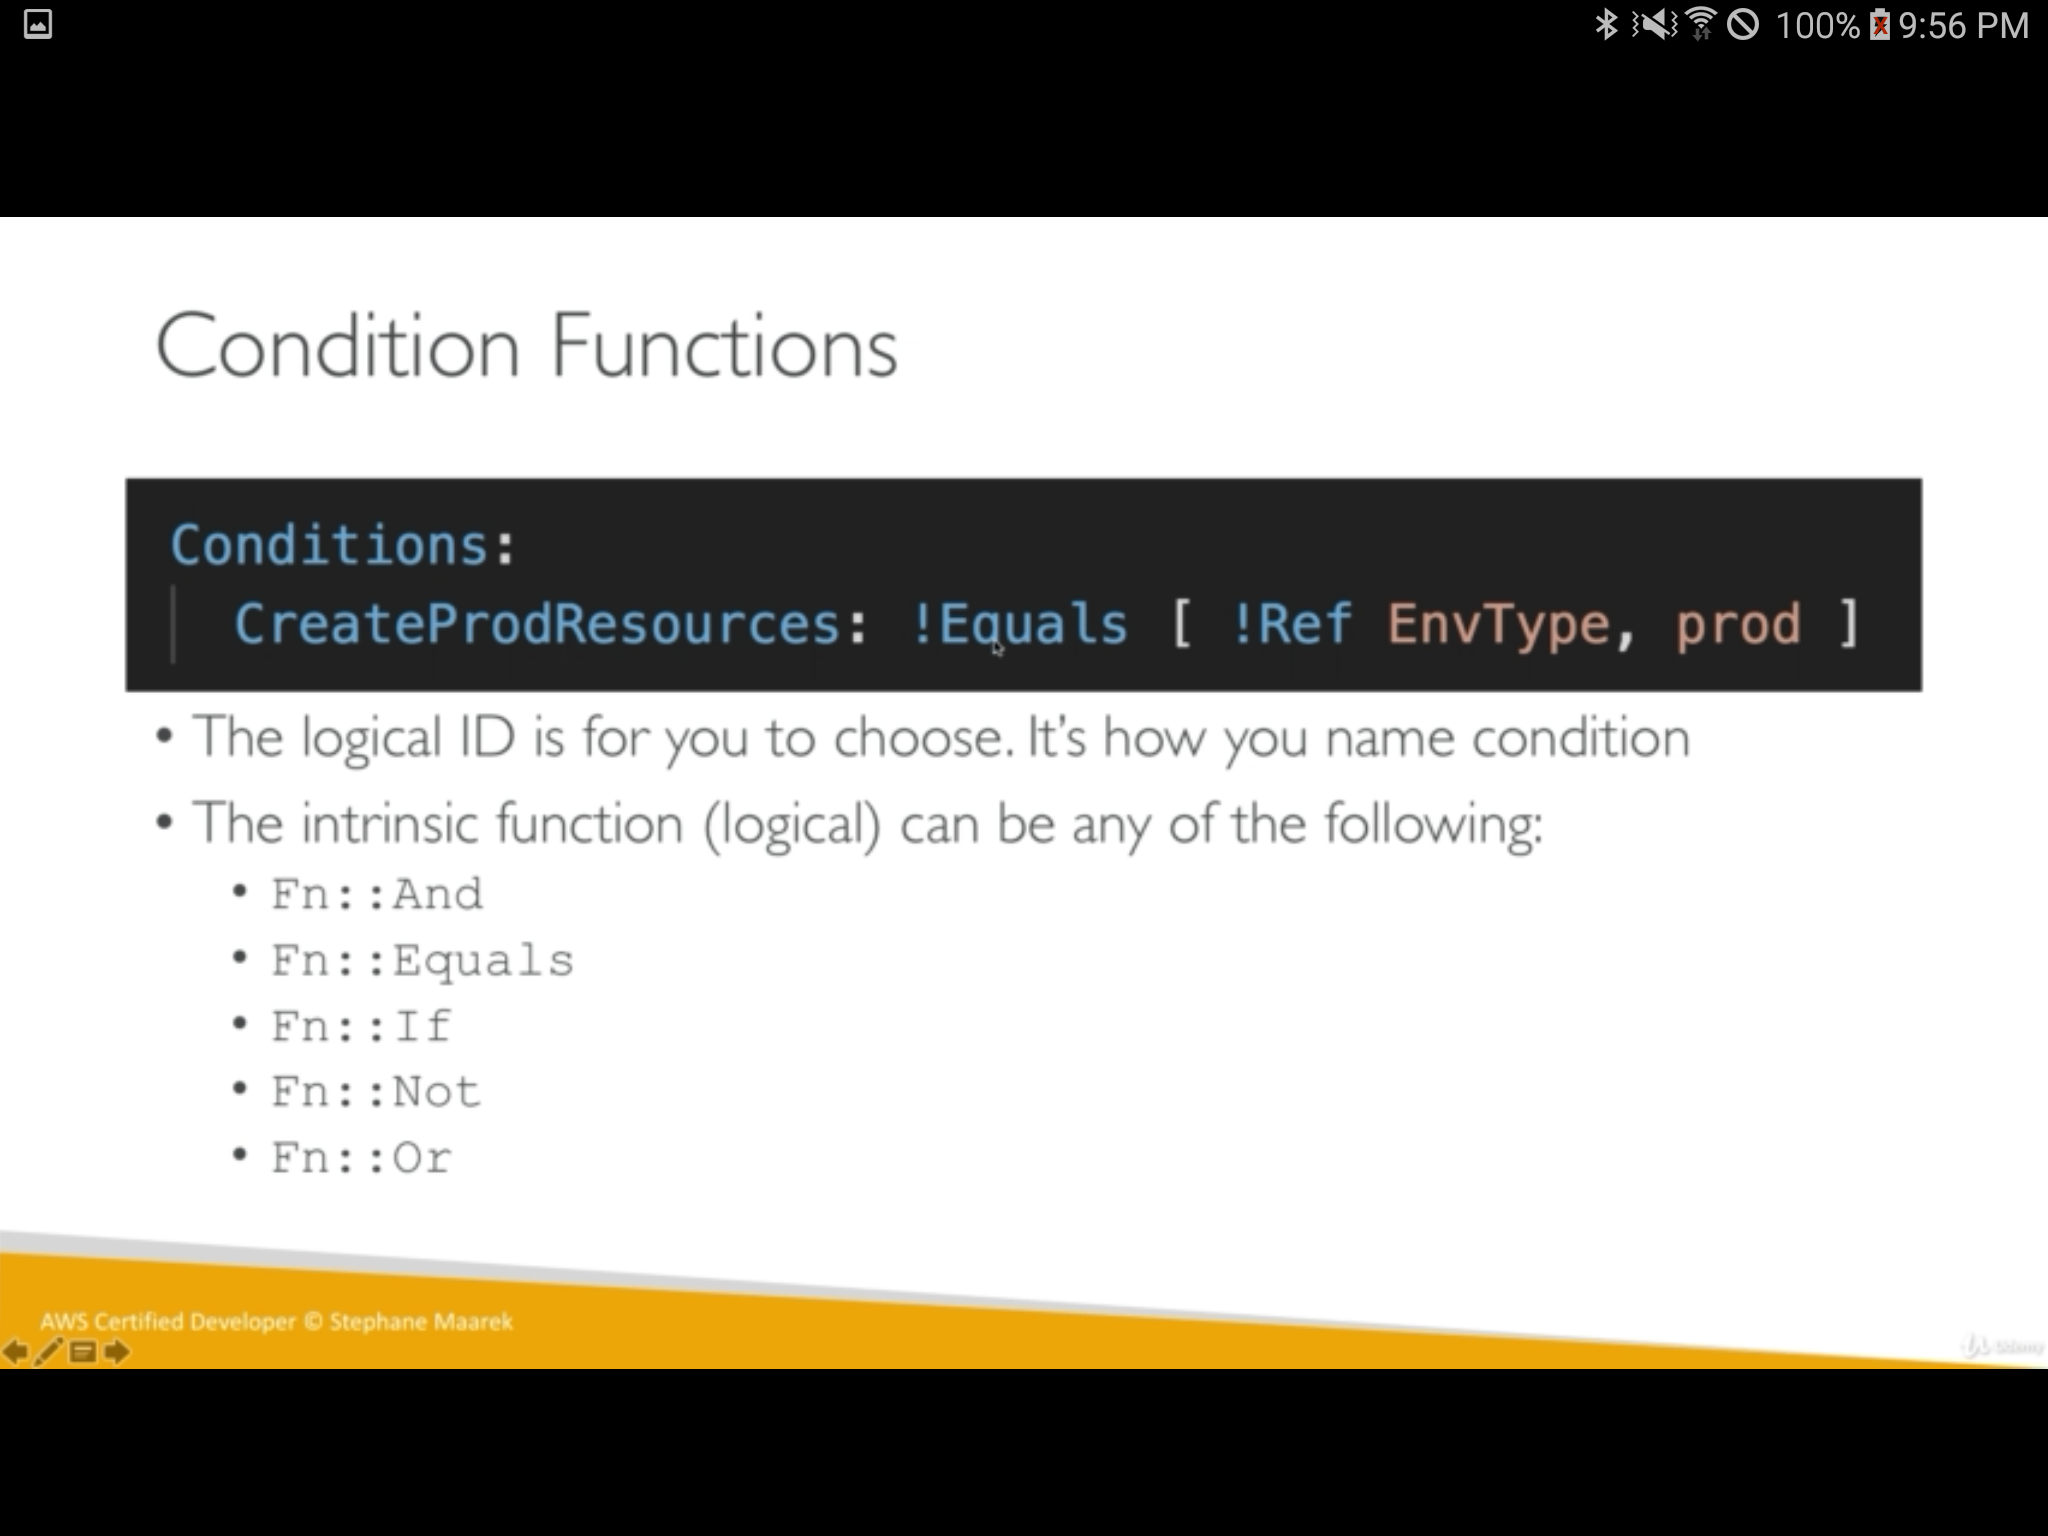 100% 9:56 PM
Condition Functions
Conditions:
CreateProdResources: !Equals [ !Ref EnvType, prod ]
• The logical ID is for you to choose. It's how you name condition
• The intrinsic function (logical) can be any of the following:
• Fn::And
• Fn::Equals
• Fn::If
• Fn::Not
• Fn::Or
AWS Certified Developer © Stephane Maarek
Udemy